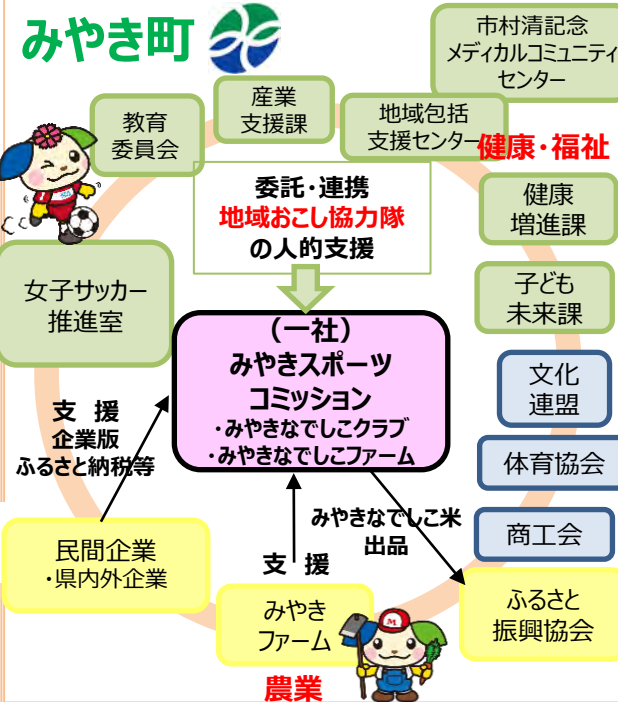 みやき町
市村清記念
メディカルコミュニティ
センター
産業
支援課
教育
委員会
地域包括
支援センター
健康・福祉
委託・連携
地域おこし協力隊
の人的支援
健康
増進課
女子サッカー
推進室
子ども
未来課
(一社)
みやきスポーツ
コミッション
・みやきなでしこクラブ
・みやきなでしこファーム
文化
連盟
支 援
企業版
ふるさと納税等
体育協会
みやきなでしこ米
出品
商工会
民間企業
・県内外企業
支 援
みやき
ファーム
ふるさと
振興協会
農業
M